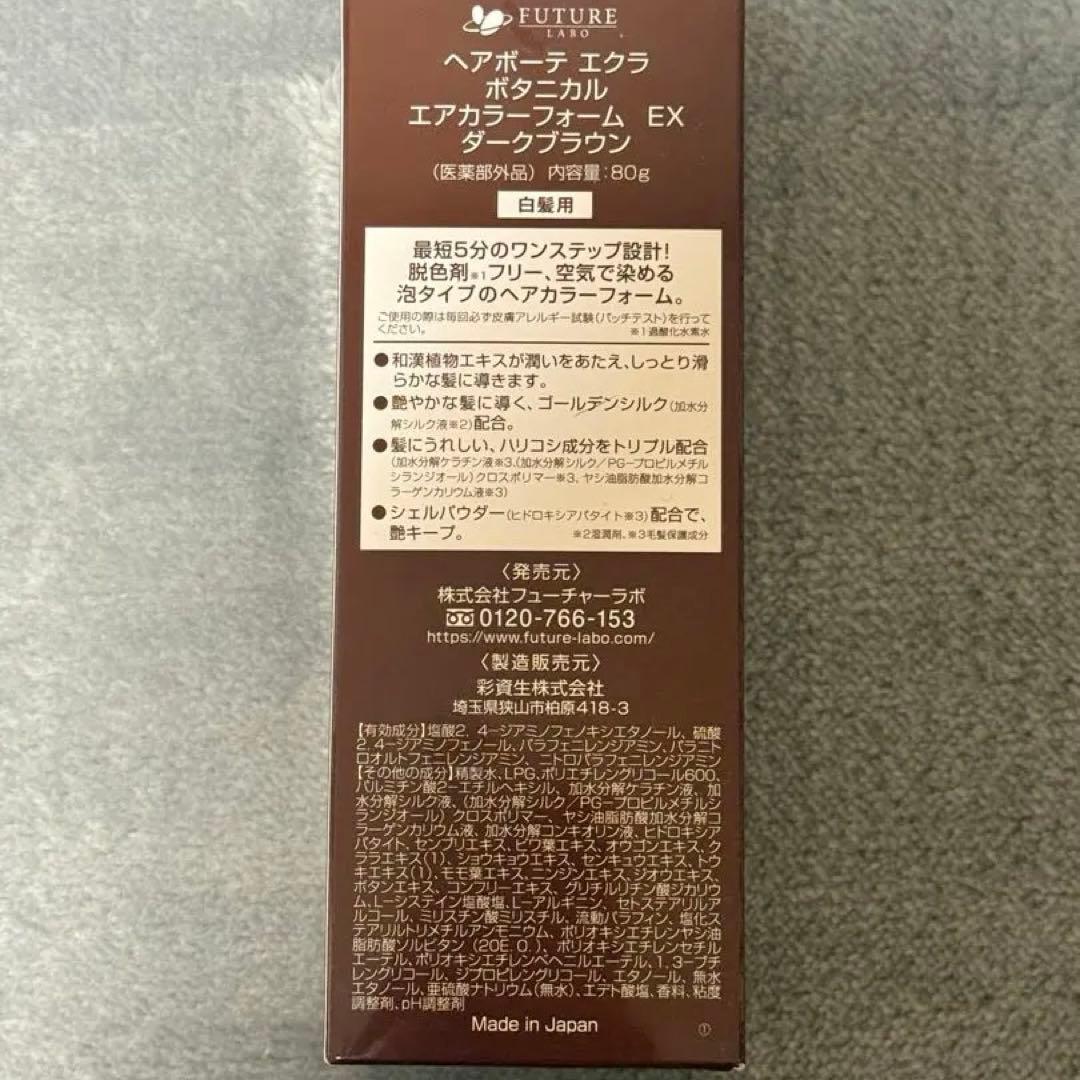 FUTURE
LABO
ヘアボーテ エクラ
ボタニカル
エアカラーフォーム EX
ダークブラウン
(医薬部外品) 内容量:80g
白髪用
最短5分のワンステップ設計!
脱色剤※1フリー、空気で染める
泡タイプのヘアカラーフォーム。
ご使用の際は毎回必ず皮膚アレルギー試験(パッチテスト)を行って
ください。 ※1過酸化水素水
●和漢植物エキスが潤いをあたえ、しっとり滑
らかな髪に導きます。
●艶やかな髪に導く、ゴールデンシルク(加水分
解シルク液※2)配合。
●髪にうれしい、ハリコシ成分をトリプル配合
(加水分解ケラチン液※3、(加水分解シルク/PG-プロピルメチル
シランジオール)クロスポリマー※3、ヤシ油脂肪酸加水分解コ
ラーゲンカリウム液※3)
●シェルパウダー(ヒドロキシアパタイト※3)配合で、
艶キープ。 ※2湿潤剤、※3毛髪保護成分
〈発売元〉
株式会社フューチャーラボ
0120-766-153
https://www.future-labo.com/
〈製造販売元〉
彩資生株式会社
埼玉県狭山市柏原418-3
【有効成分】塩酸2, 4-ジアミノフェノキシエタノール、硫酸
2, 4-ジアミノフェノール、パラフェニレンジアミン、パラニト
ロオルトフェニレンジアミン、ニトロパラフェニレンジアミン
【その他の成分】精製水、LPG、ポリエチレングリコール600、
パルミチン酸2-エチルヘキシル、加水分解ケラチン液、加
水分解シルク液、(加水分解シルク/PG-プロピルメチルシ
ランジオール) クロスポリマー、ヤシ油脂肪酸加水分解コ
ラーゲンカリウム液、加水分解コンキオリン液、ヒドロキシア
パタイト、センブリエキス、ビワ葉エキス、オウゴンエキス、ク
ララエキス(1)、ショウキョウエキス、センキュウエキス、トウ
キエキス(1)、モモ葉エキス、ニンジンエキス、ジオウエキス、
ボタンエキス、コンフリーエキス、グリチルリチン酸ジカリウ
ム、L-システイン塩酸塩、L-アルギニン、セトステアリルア
ルコール、ミリスチン酸ミリスチル、流動パラフィン、塩化ス
テアリルトリメチルアンモニウム、ポリオキシエチレンヤシ油
脂肪酸ソルビタン (20E.O.)、ポリオキシエチレンセチル
エーテル、ポリオキシエチレンベヘニルエーテル、1, 3-ブチ
レングリコール、ジプロピレングリコール、エタノール、無水
エタノール、亜硫酸ナトリウム(無水)、エデト酸塩、香料、粘度
調整剤、pH調整剤
Made in Japan
①